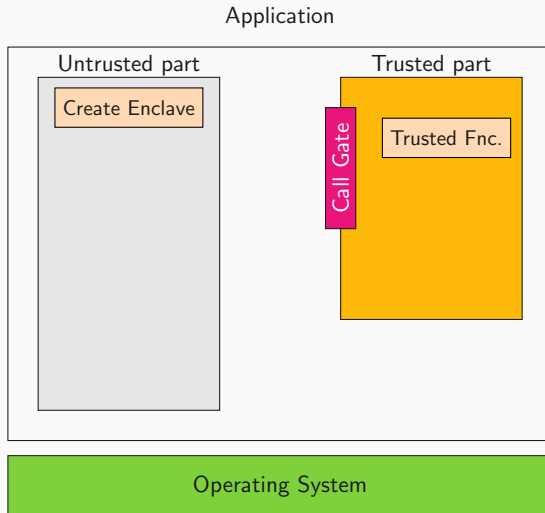 Application
Untrusted part
Trusted part
Create Enclave
Call Gate
Trusted Fnc.
Operating System